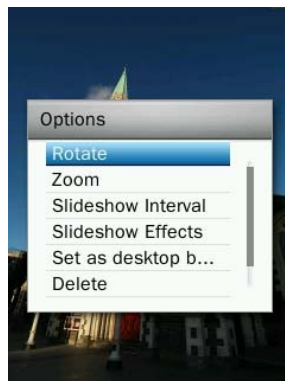 Options
Rotate
Zoom
Slideshow Interval
Slideshow Effects
Set as desktop b...
Delete